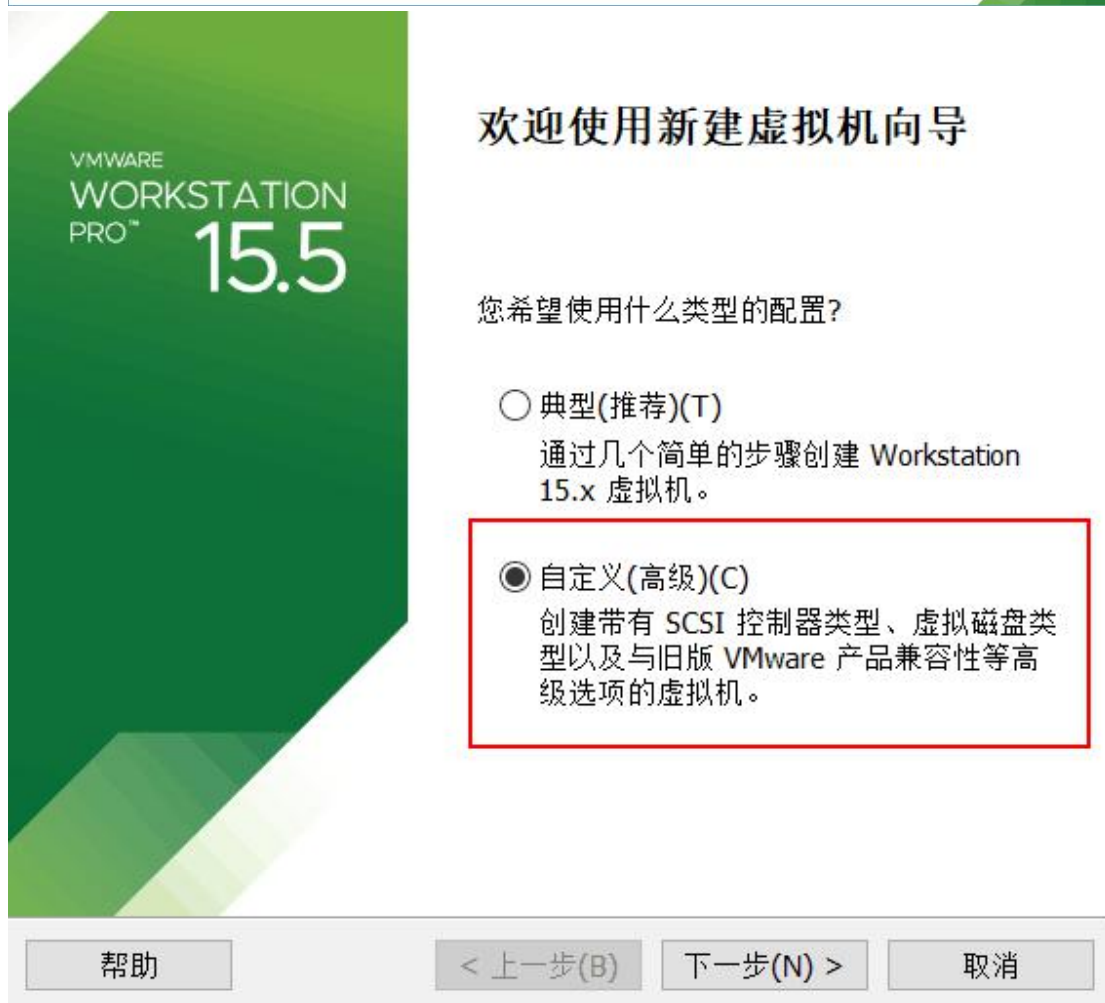 VMWARE
WORKSTATION
PRO™ 15.5
欢迎使用新建虚拟机向导
您希望使用什么类型的配置?
典型(推荐)(T)
通过几个简单的步骤创建 Workstation
15.x 虚拟机。
自定义(高级)(C)
创建带有 SCSI 控制器类型、虚拟磁盘类
型以及与旧版 VMware 产品兼容性等高
级选项的虚拟机。
帮助
< 上一步(B)
下一步(N) >
取消